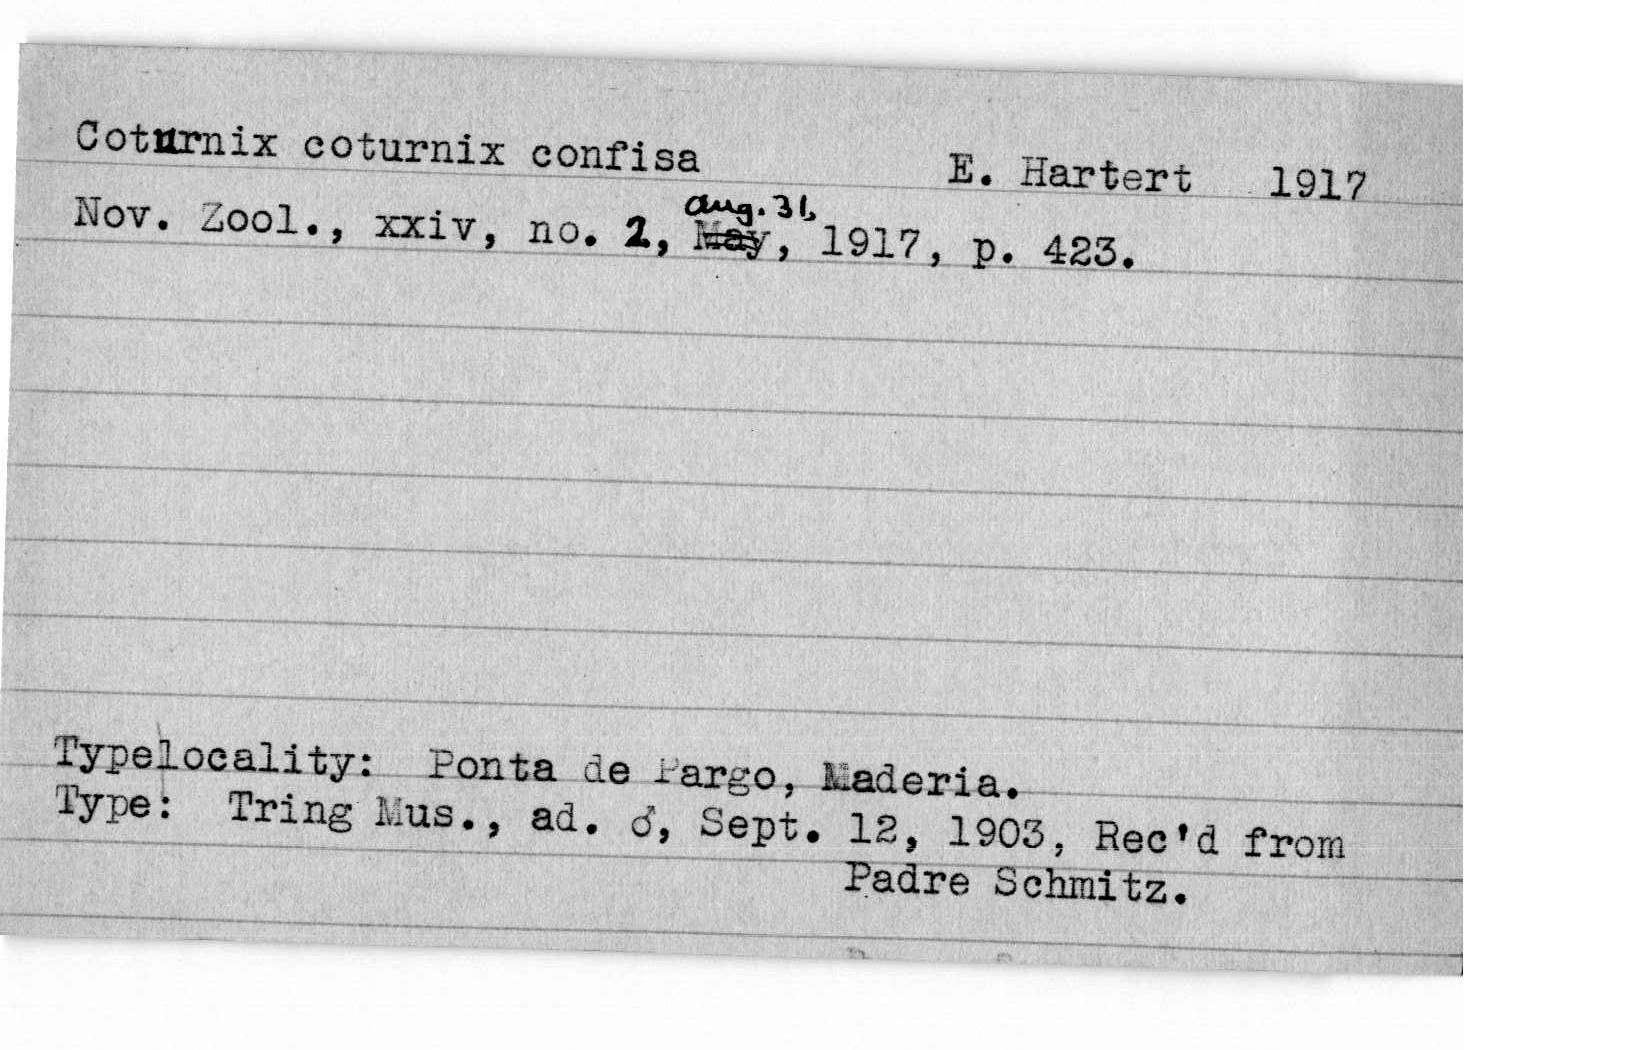 Coturnix coturnix confisa E. Hartert 1917
Aug. 31,
Nov. Zool., xxiv, no. 2, May, 1917, p. 423.
Typelocality: Ponta de Pargo, Maderia.
Type: Tring Mus., ad. ♂, Sept. 12, 1903, Rec'd from
Padre Schmitz.